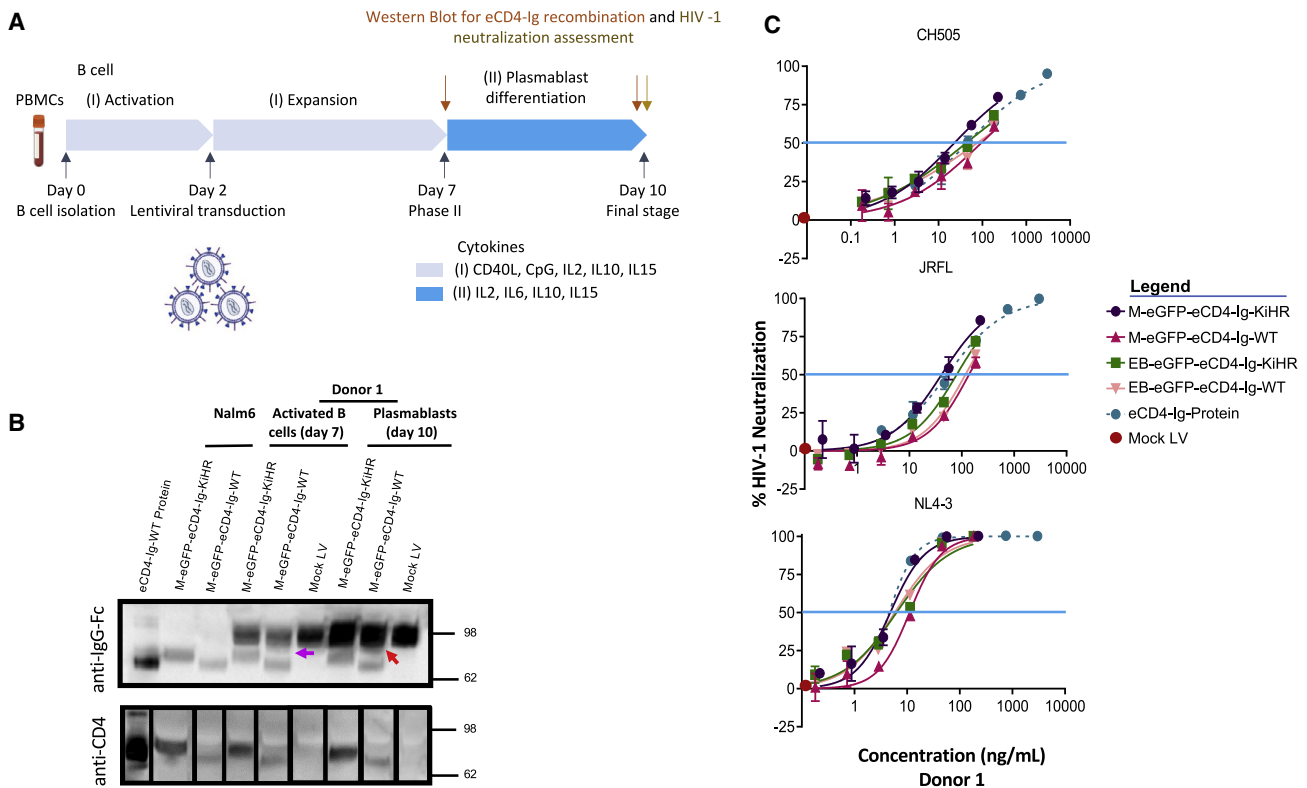 A
Western Blot for eCD4-Ig recombination and HIV -1
neutralization assessment
B cell
PBMCs
(I) Activation
(I) Expansion
(II) Plasmablast
differentiation
Day 0
B cell isolation
Day 2
Lentiviral transduction
Day 7
Phase II
Day 10
Final stage
Cytokines
(I) CD40L, CpG, IL2, IL10, IL15
(II) IL2, IL6, IL10, IL15
B
Donor 1
Nalm6
Activated B
cells (day 7)
Plasmablasts
(day 10)
eCD4-Ig-WT Protein
M-eGFP-eCD4-Ig-KiHR
M-eGFP-eCD4-Ig-WT
M-eGFP-eCD4-Ig-KiHR
M-eGFP-eCD4-Ig-WT
Mock LV
M-eGFP-eCD4-Ig-KiHR
M-eGFP-eCD4-Ig-WT
Mock LV
anti-IgG-Fc
98
62
anti-CD4
98
62
C
CH505
100
75
50
25
0
-25
0.1
1
10
100
1000
10000
JRFL
100
75
50
25
0
-25
1
10
100
1000
10000
NL4-3
100
75
50
25
0
-25
1
10
100
1000
10000
% HIV-1 Neutralization
Concentration (ng/mL)
Donor 1
Legend
M-eGFP-eCD4-Ig-KiHR
M-eGFP-eCD4-Ig-WT
EB-eGFP-eCD4-Ig-KiHR
EB-eGFP-eCD4-Ig-WT
eCD4-Ig-Protein
Mock LV